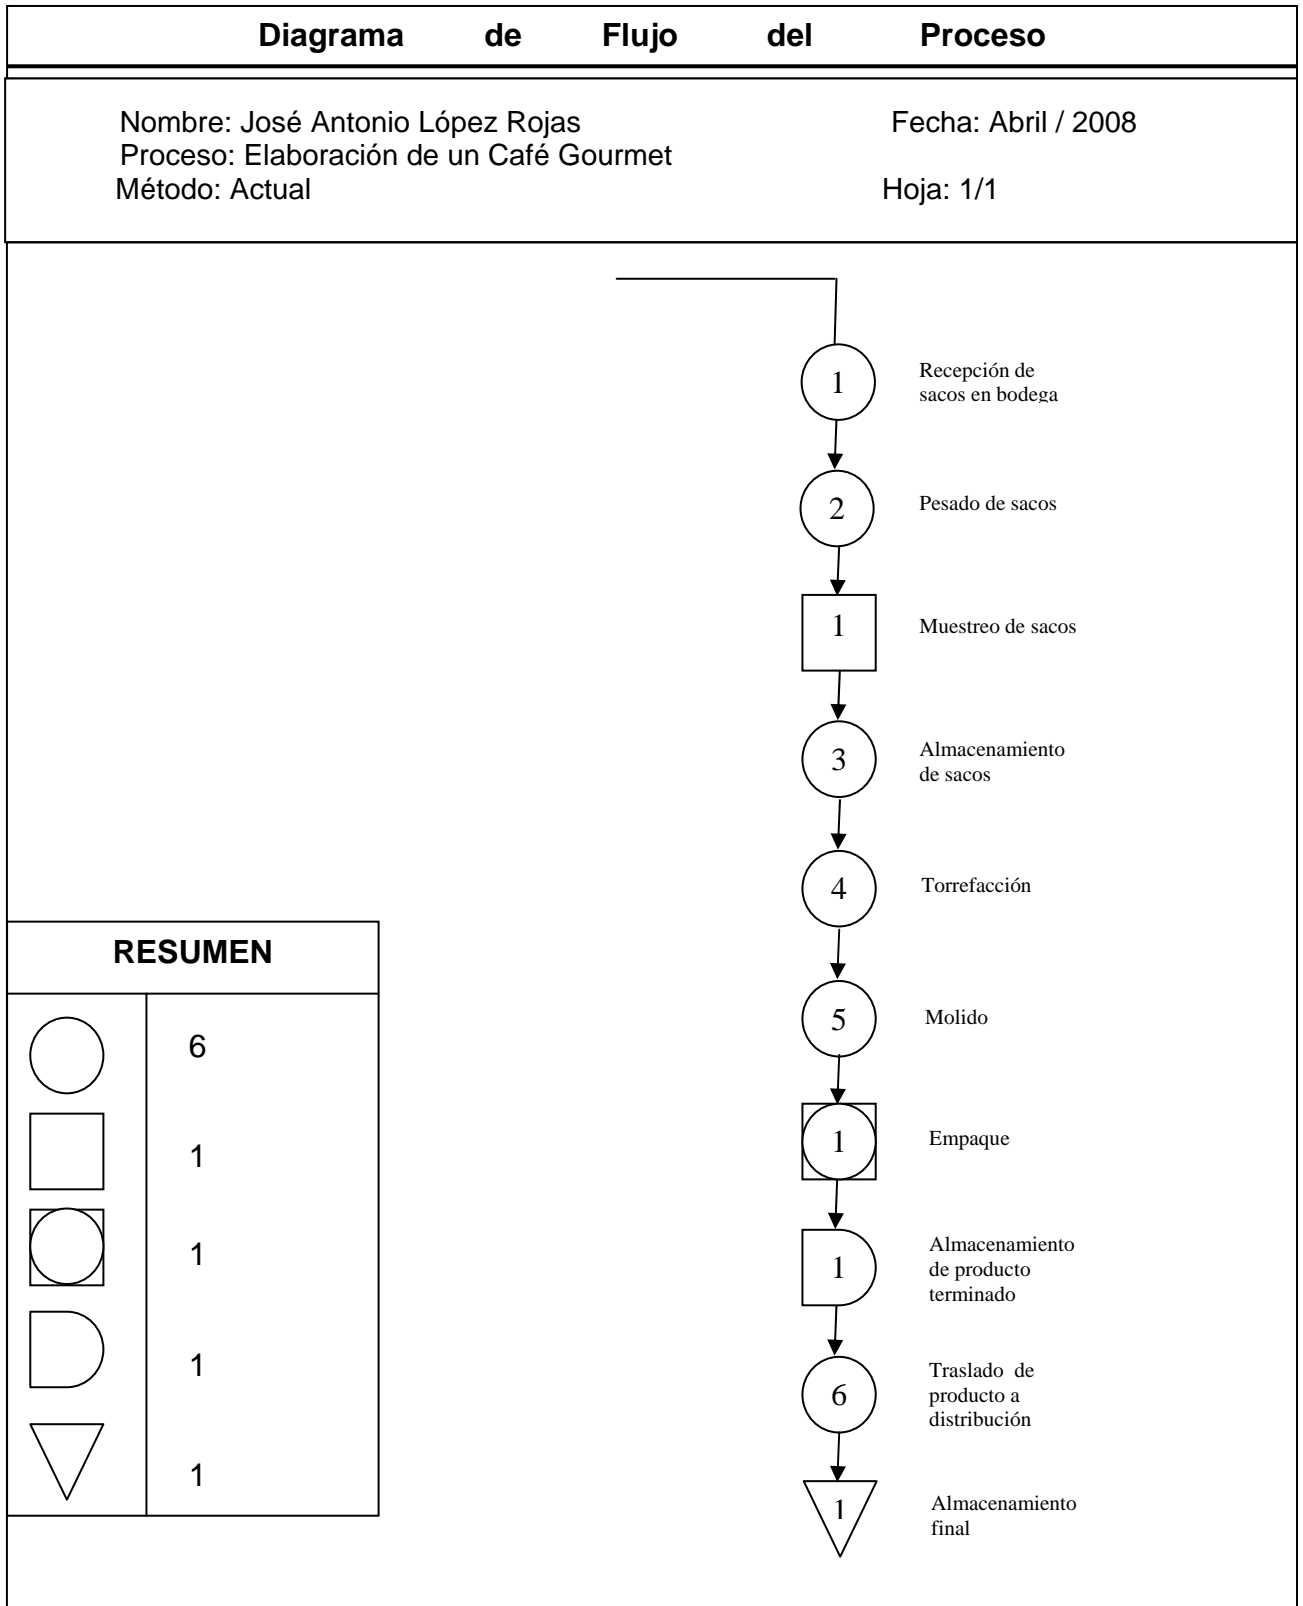 Diagrama de Flujo del Proceso
Nombre: José Antonio López Rojas Fecha: Abril / 2008
Proceso: Elaboración de un Café Gourmet
Método: Actual Hoja: 1/1
1 Recepción de
sacos en bodega
2 Pesado de sacos
1 Muestreo de sacos
3 Almacenamiento
de sacos
4 Torrefacción
5 Molido
1 Empaque
1 Almacenamiento
de producto
terminado
6 Traslado de
producto a
distribución
1 Almacenamiento
final
RESUMEN
6
1
1
1
1